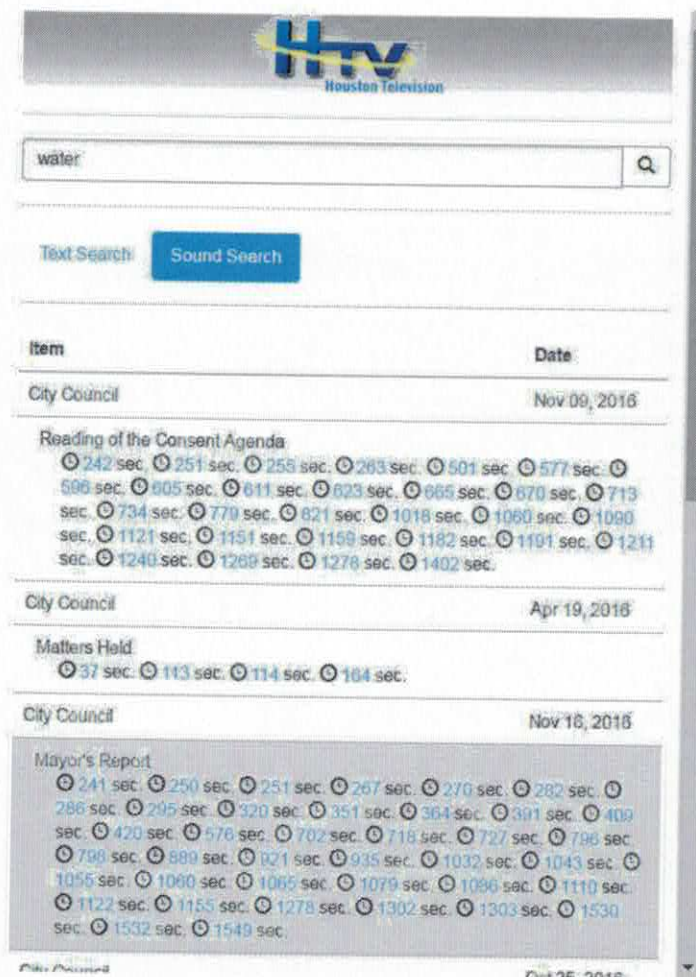 HTV
Houston Television
water
Text Search Sound Search
Item Date
City Council Nov 09, 2016
Reading of the Consent Agenda
242 sec. 251 sec. 255 sec. 263 sec. 501 sec. 577 sec.
596 sec. 605 sec. 611 sec. 623 sec. 665 sec. 670 sec. 713
sec. 734 sec. 779 sec. 821 sec. 1018 sec. 1060 sec. 1090
sec. 1121 sec. 1151 sec. 1159 sec. 1182 sec. 1191 sec. 1211
sec. 1240 sec. 1269 sec. 1278 sec. 1402 sec.
City Council Apr 19, 2016
Matters Held
37 sec. 113 sec. 114 sec. 164 sec.
City Council Nov 16, 2016
Mayor's Report
241 sec. 250 sec. 251 sec. 267 sec. 270 sec. 282 sec.
286 sec. 295 sec. 320 sec. 351 sec. 364 sec. 391 sec. 409
sec. 420 sec. 576 sec. 702 sec. 718 sec. 727 sec. 796 sec.
798 sec. 889 sec. 921 sec. 935 sec. 1032 sec. 1043 sec.
1055 sec. 1060 sec. 1065 sec. 1079 sec. 1086 sec. 1110 sec.
1122 sec. 1155 sec. 1278 sec. 1302 sec. 1303 sec. 1530
sec. 1532 sec. 1549 sec.
City Council Oct 25, 2016